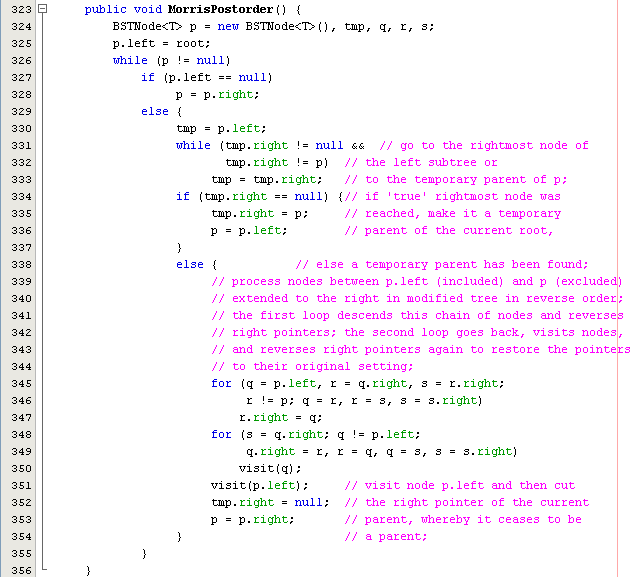 323 public void MorrisPostorder() {
324 BSTNode<T> p = new BSTNode<T>(), tmp, q, r, s;
325 p.left = root;
326 while (p != null)
327 if (p.left == null)
328 p = p.right;
329 else {
330 tmp = p.left;
331 while (tmp.right != null && // go to the rightmost node of
332 tmp.right != p) // the left subtree or
333 tmp = tmp.right; // to the temporary parent of p;
334 if (tmp.right == null) {// if 'true' rightmost node was
335 tmp.right = p; // reached, make it a temporary
336 p = p.left; // parent of the current root,
337 }
338 else { // else a temporary parent has been found;
339 // process nodes between p.left (included) and p (excluded)
340 // extended to the right in modified tree in reverse order;
341 // the first loop descends this chain of nodes and reverses
342 // right pointers; the second loop goes back, visits nodes,
343 // and reverses right pointers again to restore the pointers
344 // to their original setting;
345 for (q = p.left, r = q.right, s = r.right;
346 r != p; q = r, r = s, s = s.right)
347 r.right = q;
348 for (s = q.right; q != p.left;
349 q.right = r, r = q, q = s, s = s.right)
350 visit(q);
351 visit(p.left); // visit node p.left and then cut
352 tmp.right = null; // the right pointer of the current
353 p = p.right; // parent, whereby it ceases to be
354 } // a parent;
355 }
356 }